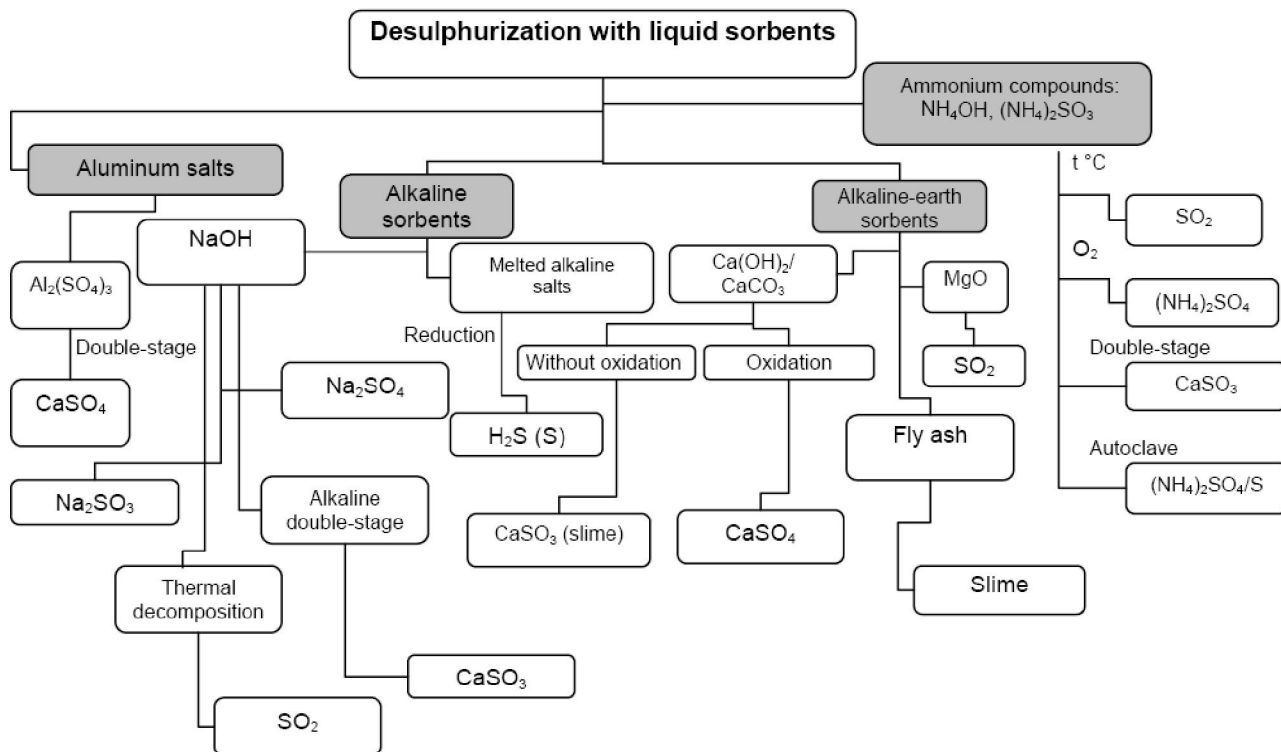 Desulphurization with liquid sorbents
Ammonium compounds:
NH₄OH, (NH₄)₂SO₃
Aluminum salts
Alkaline
sorbents
Alkaline-earth
sorbents
t °C
SO₂
NaOH
Melted alkaline
salts
Ca(OH)₂/
CaCO₃
MgO
O₂
Al₂(SO₄)₃
(NH₄)₂SO₄
Double-stage
Reduction
Without oxidation
Oxidation
SO₂
Double-stage
CaSO₃
CaSO₄
Na₂SO₄
H₂S (S)
Fly ash
Autoclave
(NH₄)₂SO₄/S
Na₂SO₃
Alkaline
double-stage
CaSO₃ (slime)
CaSO₄
Slime
Thermal
decomposition
CaSO₃
SO₂